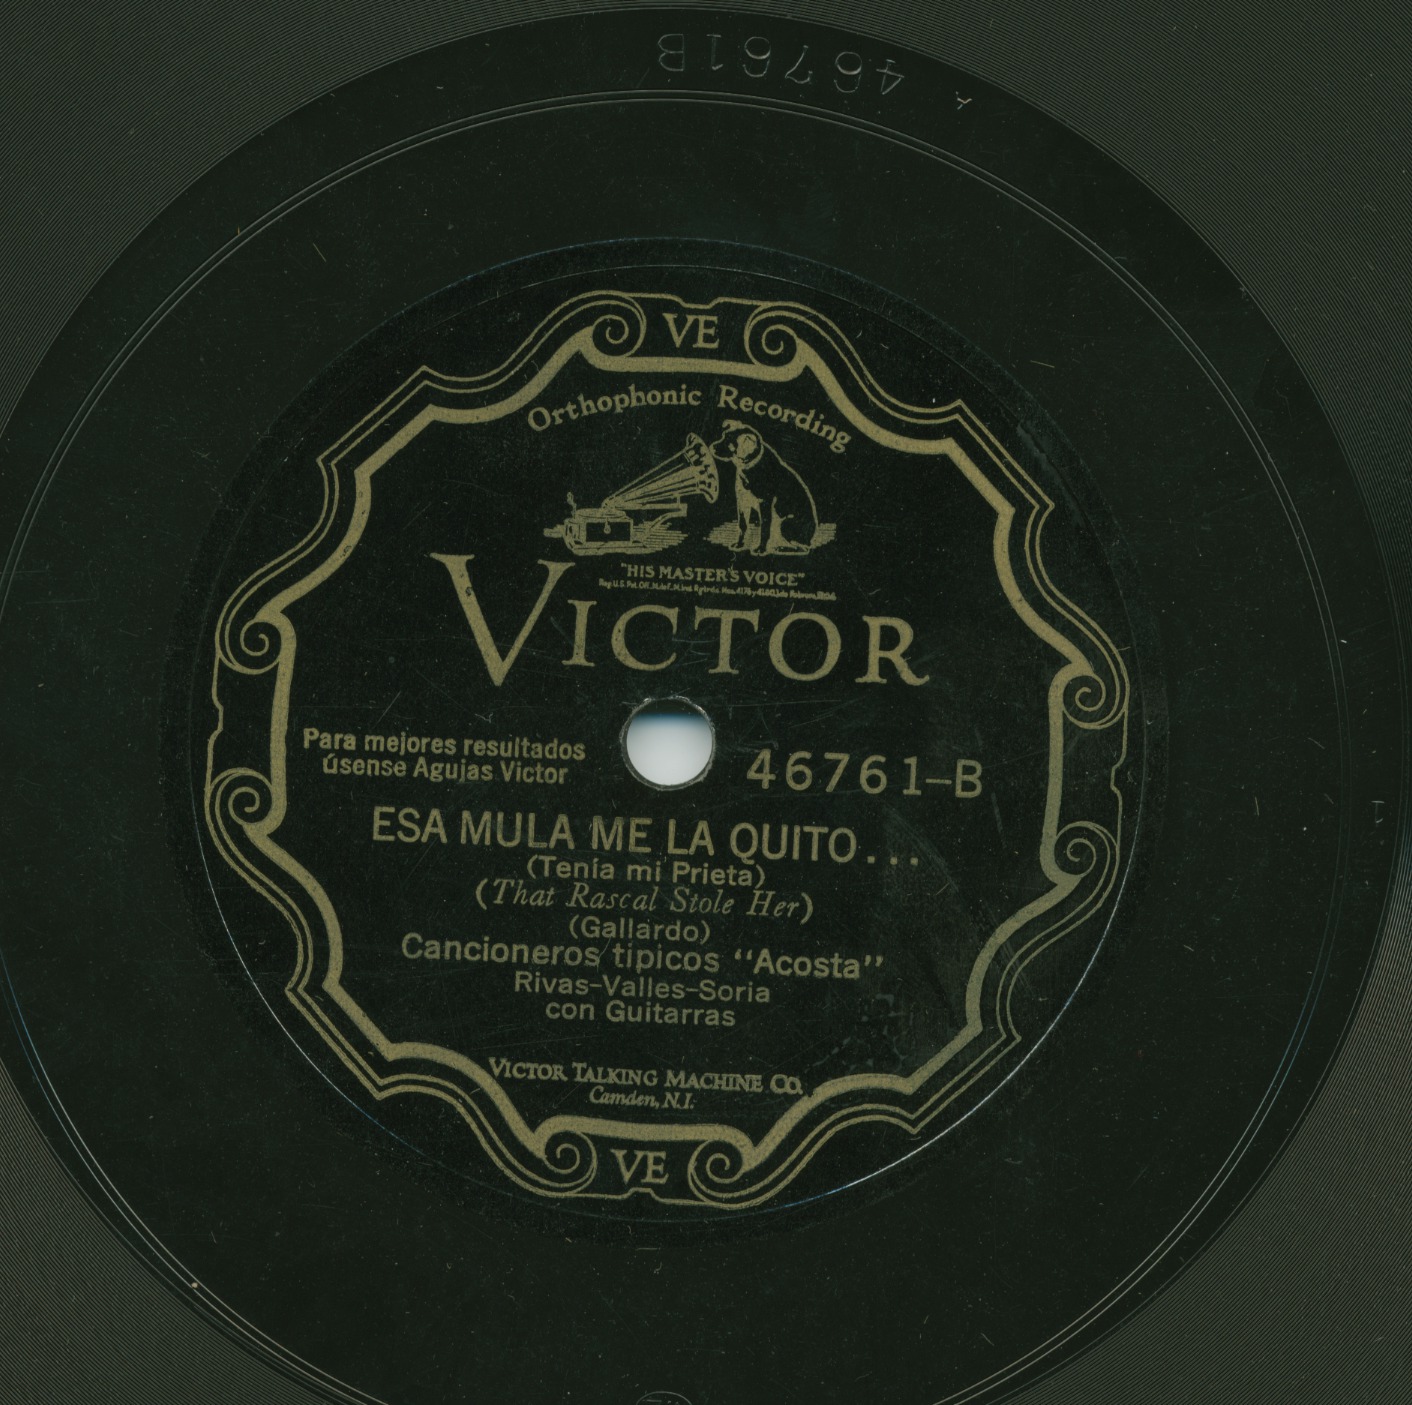 46761B
VE
Orthophonic Recording
"HIS MASTER'S VOICE"
VICTOR
Para mejores resultados
úsense Agujas Victor
46761-B
ESA MULA ME LA QUITO...
(Tenía mi Prieta)
(That Rascal Stole Her)
(Gallardo)
Cancioneros tipicos "Acosta"
Rivas-Valles-Soria
con Guitarras
VICTOR TALKING MACHINE CO.
Camden, N.J.
VE